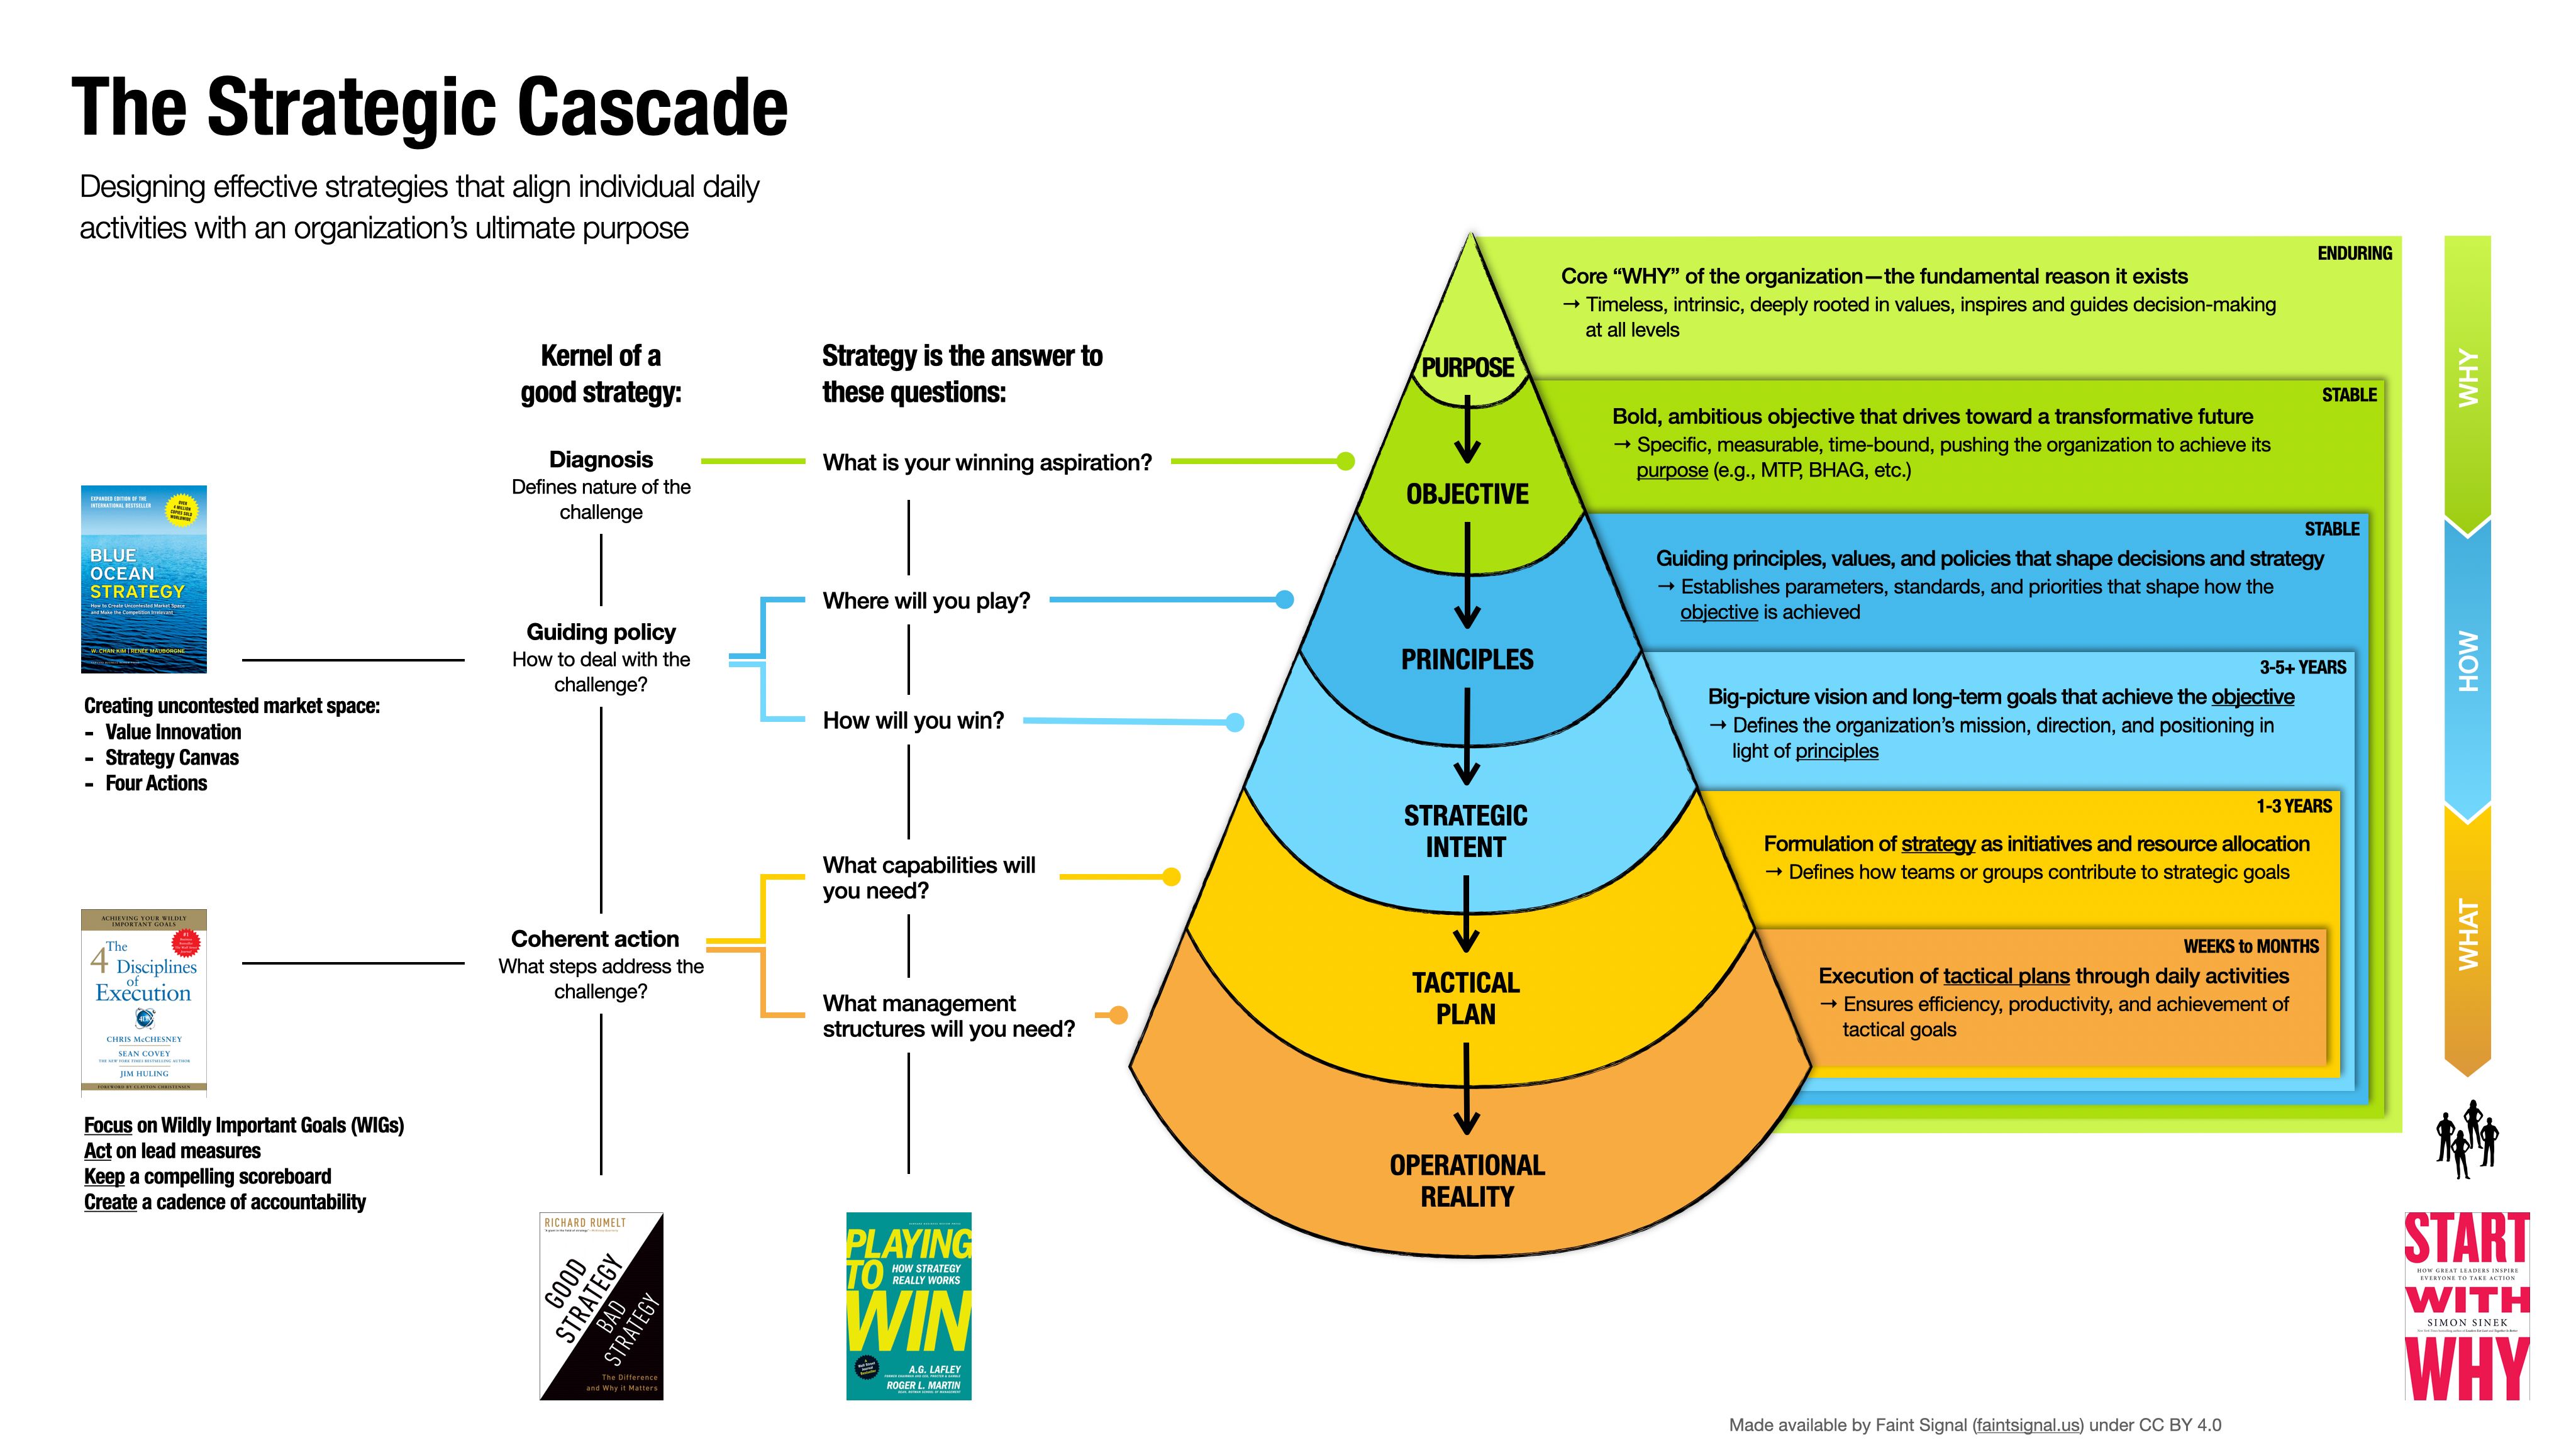 The Strategic Cascade
Designing effective strategies that align individual daily
activities with an organization’s ultimate purpose
Kernel of a
good strategy:
Diagnosis
Defines nature of the
challenge
Guiding policy
How to deal with the
challenge?
Coherent action
What steps address the
challenge?
Strategy is the answer to
these questions:
What is your winning aspiration?
Where will you play?
How will you win?
What capabilities will
you need?
What management
structures will you need?
EXPANDED EDITION OF THE
INTERNATIONAL BESTSELLER
OVER
4 MILLION
COPIES SOLD
WORLDWIDE
BLUE
OCEAN
STRATEGY
How to Create Uncontested Market Space
and Make the Competition Irrelevant
W. CHAN KIM | RENÉE MAUBORGNE
Creating uncontested market space:
- Value Innovation
- Strategy Canvas
- Four Actions
ACHIEVING YOUR WILDLY
IMPORTANT GOALS
#1
The
4 Disciplines
of
Execution
CHRIS McCHESNEY
SEAN COVEY
THE NEW YORK TIMES BESTSELLING AUTHOR
JIM HULING
FOREWORD BY CLAYTON CHRISTENSEN
Focus on Wildly Important Goals (WIGs)
Act on lead measures
Keep a compelling scoreboard
Create a cadence of accountability
RICHARD RUMELT
GOOD
STRATEGY
BAD
STRATEGY
The Difference
and Why it Matters
PLAYING
TO
HOW STRATEGY
REALLY WORKS
WIN
A.G. LAFLEY
ROGER L. MARTIN
PURPOSE
OBJECTIVE
PRINCIPLES
STRATEGIC
INTENT
TACTICAL
PLAN
OPERATIONAL
REALITY
ENDURING
Core “WHY” of the organization—the fundamental reason it exists
→ Timeless, intrinsic, deeply rooted in values, inspires and guides decision-making
at all levels
STABLE
Bold, ambitious objective that drives toward a transformative future
→ Specific, measurable, time-bound, pushing the organization to achieve its
purpose (e.g., MTP, BHAG, etc.)
STABLE
Guiding principles, values, and policies that shape decisions and strategy
→ Establishes parameters, standards, and priorities that shape how the
objective is achieved
3-5+ YEARS
Big-picture vision and long-term goals that achieve the objective
→ Defines the organization’s mission, direction, and positioning in
light of principles
1-3 YEARS
Formulation of strategy as initiatives and resource allocation
→ Defines how teams or groups contribute to strategic goals
WEEKS to MONTHS
Execution of tactical plans through daily activities
→ Ensures efficiency, productivity, and achievement of
tactical goals
WHY
HOW
WHAT
START
HOW GREAT LEADERS INSPIRE
EVERYONE TO TAKE ACTION
WITH
SIMON SINEK
WHY
Made available by Faint Signal (faintsignal.us) under CC BY 4.0